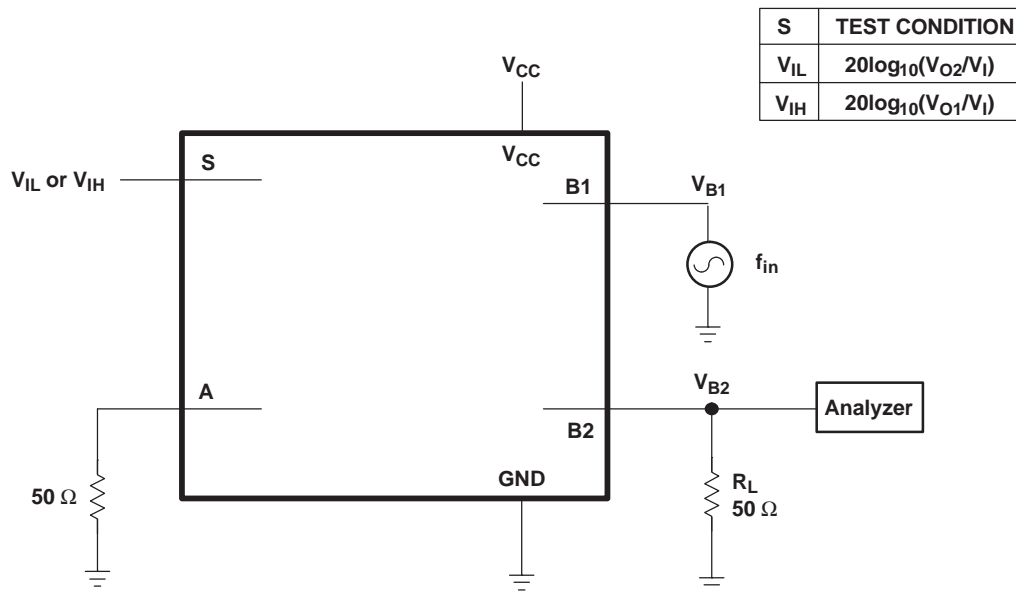 S TEST CONDITION
V_IL 20log₁₀(V_O2/V_I)
V_IH 20log₁₀(V_O1/V_I)
V_CC
V_CC
S
V_IL or V_IH
B1
V_B1
f_in
A
V_B2
B2
Analyzer
GND
50 Ω
R_L
50 Ω